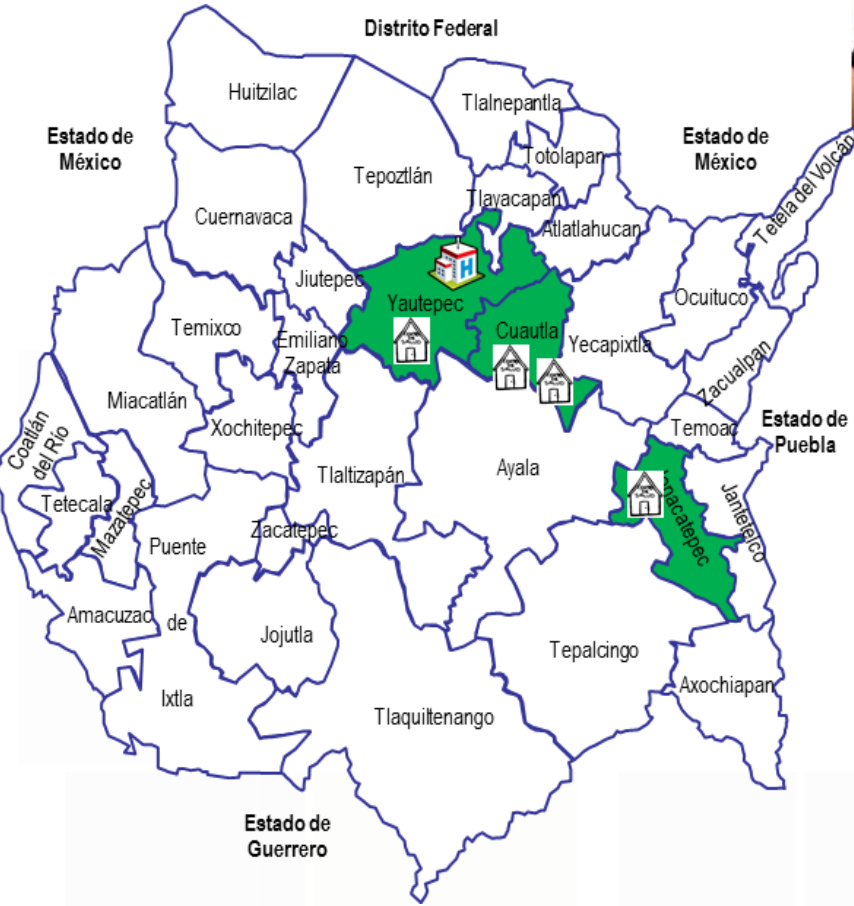 Distrito Federal
Huitzilac
Tlalnepantla
Estado de
México
Estado de
México
Totolapan
Tepoztlán
Tlayacapan
Tetela del Volcán
Cuernavaca
Atlatlahucan
Jiutepec
Ocuituco
Yautepec
Temixco
Cuautla
Emiliano
Zapata
Yecapixtla
Zacualpan
Miacatlán
Coatlán
del Río
Xochitepec
Temoac
Estado de
Puebla
Tlaltizapán
Ayala
H
Tetecala
Mazatepec
Jonacatepec
Jantetelco
Zacatepec
Puente
de
Ixtla
Amacuzac
Jojutla
Tepalcingo
Axochiapan
Tlaquiltenango
Estado de
Guerrero